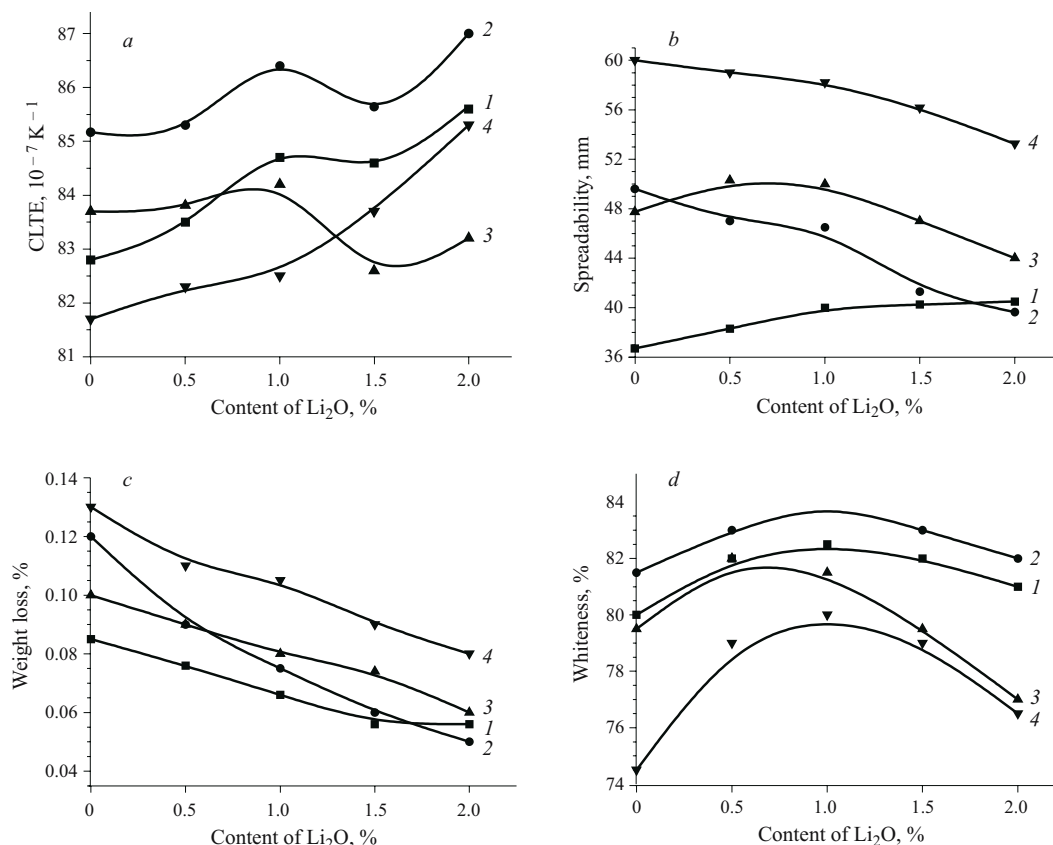 a
87
86
85
84
83
82
81
CLTE, 10⁻⁷ K⁻¹
2
1
4
3
0 0.5 1.0 1.5 2.0
Content of Li₂O, %
b
60
56
52
48
44
40
36
Spreadability, mm
4
3
1
2
0 0.5 1.0 1.5 2.0
Content of Li₂O, %
c
0.14
0.12
0.10
0.08
0.06
0.04
Weight loss, %
4
3
1
2
0 0.5 1.0 1.5 2.0
Content of Li₂O, %
d
84
82
80
78
76
74
Whiteness, %
2
1
3
4
0 0.5 1.0 1.5 2.0
Content of Li₂O, %